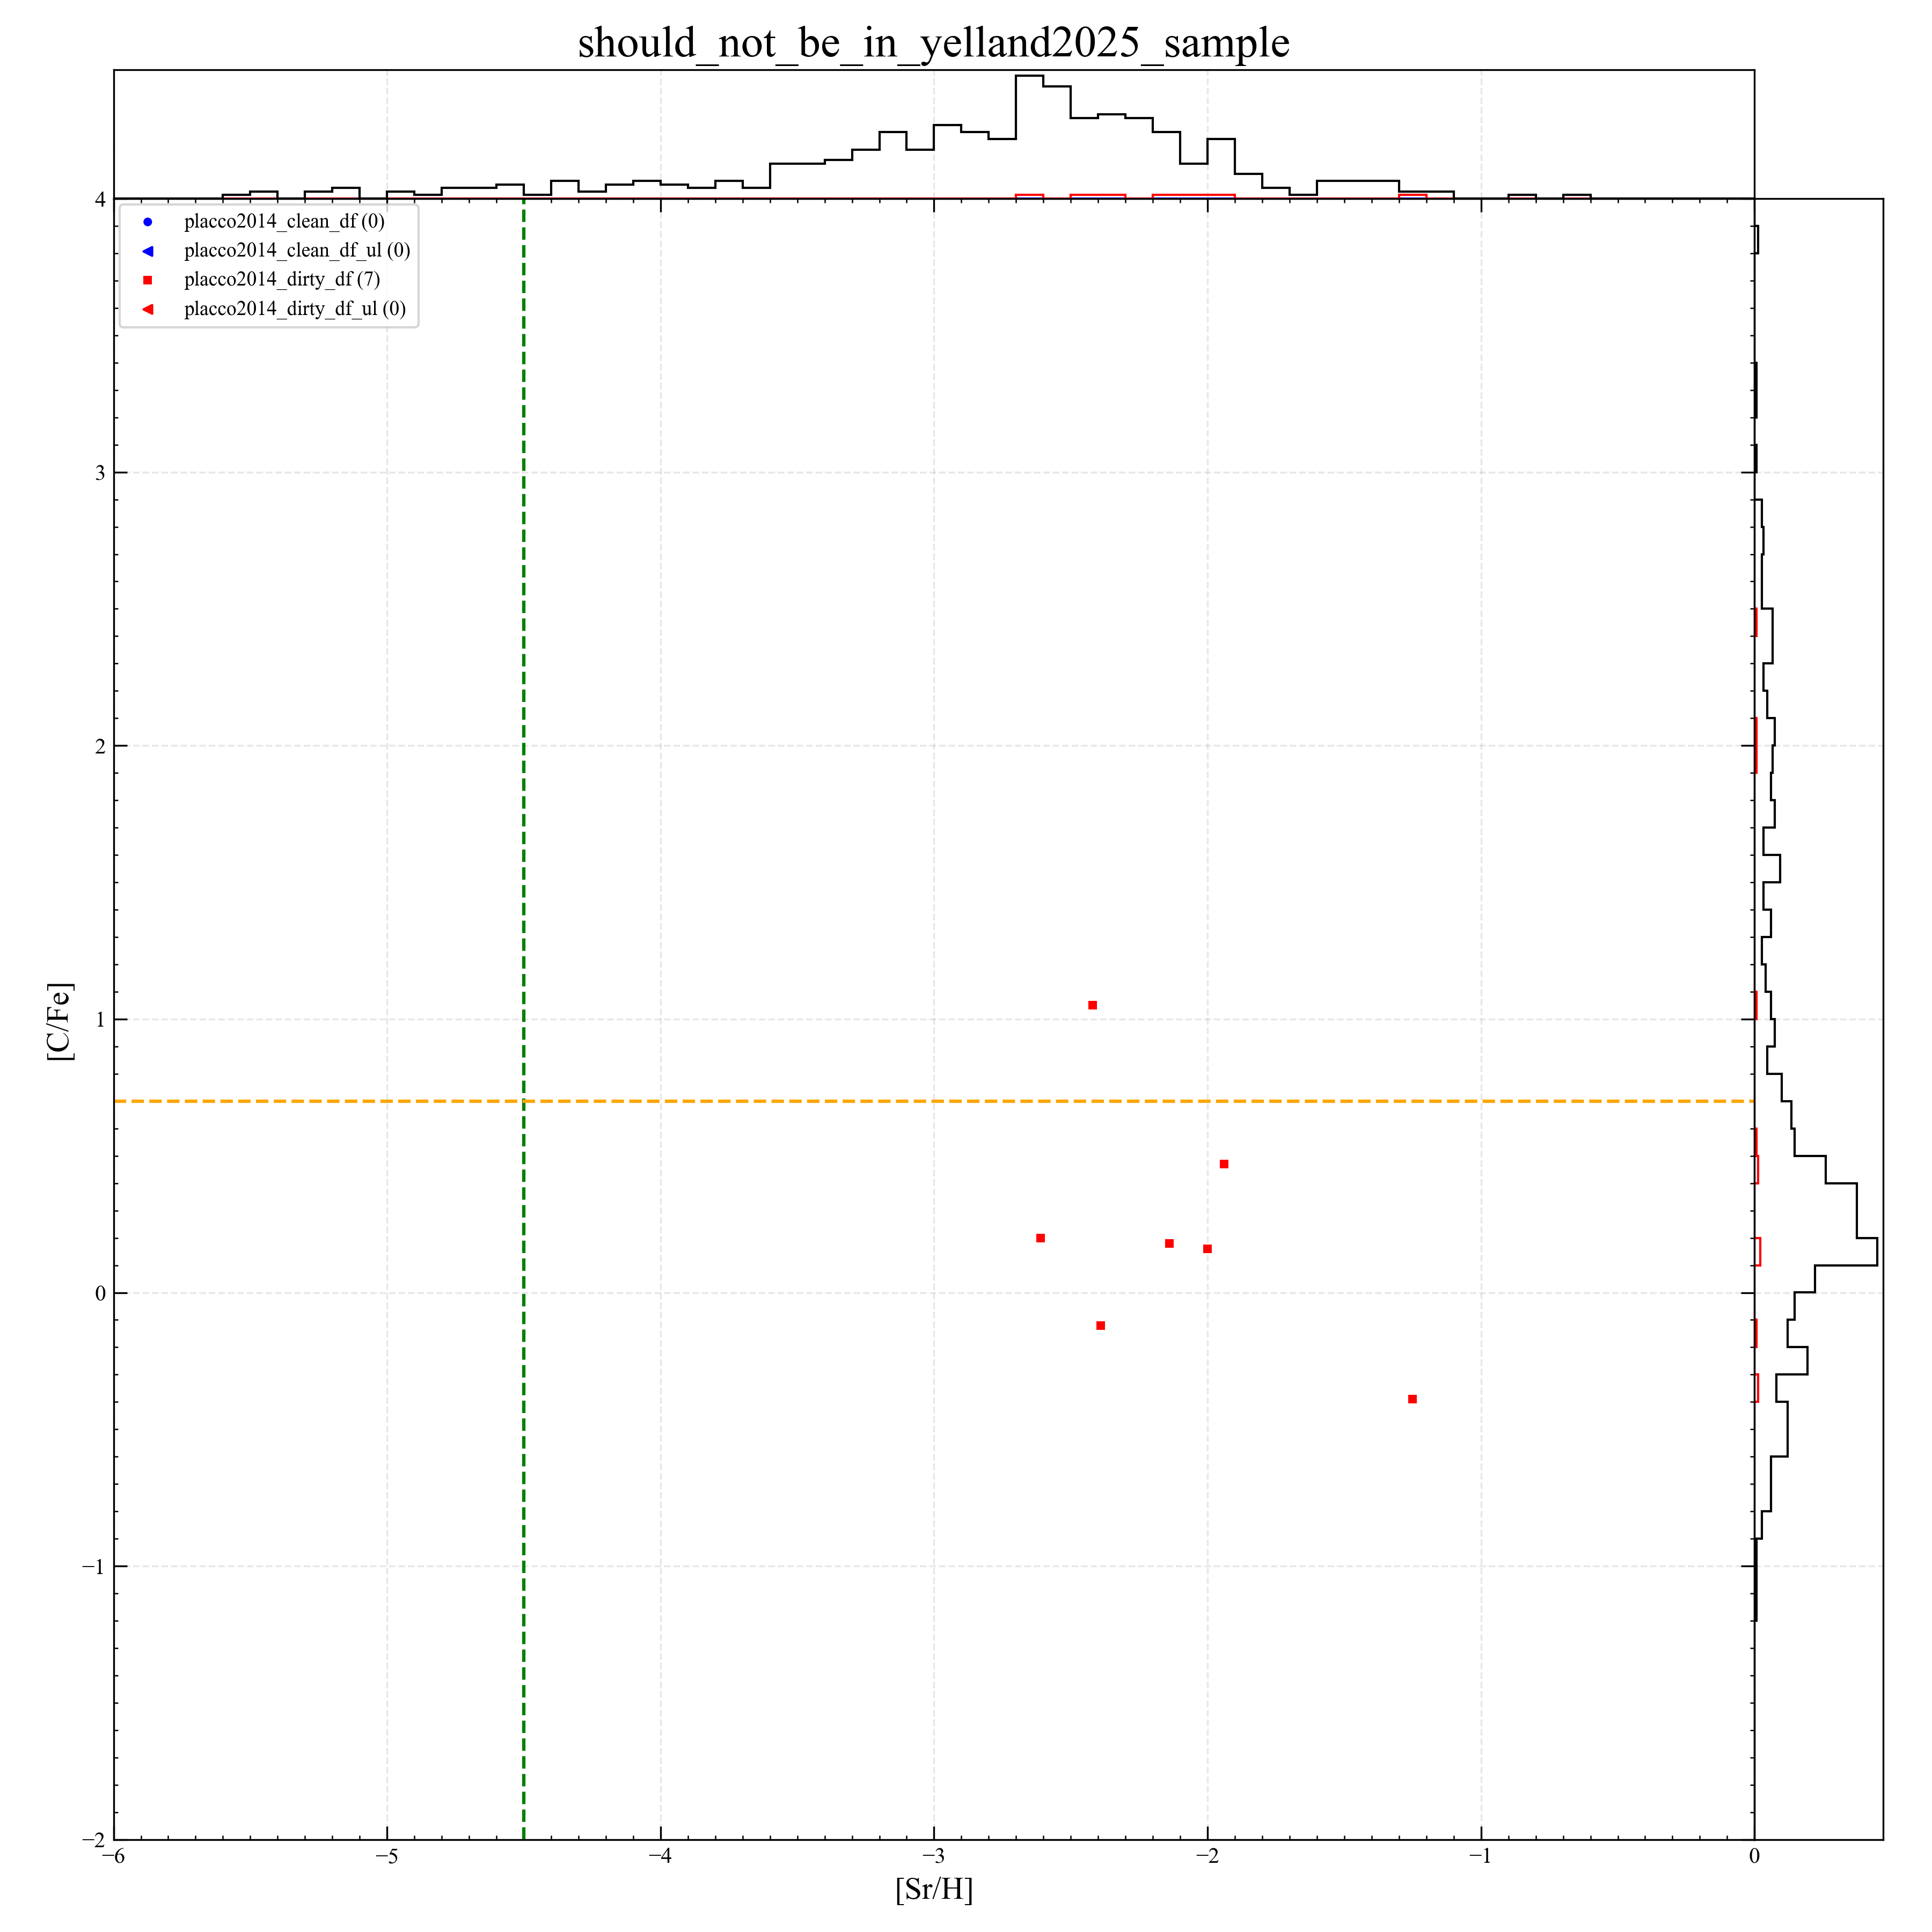 should_not_be_in_yelland2025_sample
placco2014_clean_df (0)
placco2014_clean_df_ul (0)
placco2014_dirty_df (7)
placco2014_dirty_df_ul (0)
4
3
2
1
0
−1
−2
[C/Fe]
−6 −5 −4 −3 −2 −1 0
[Sr/H]